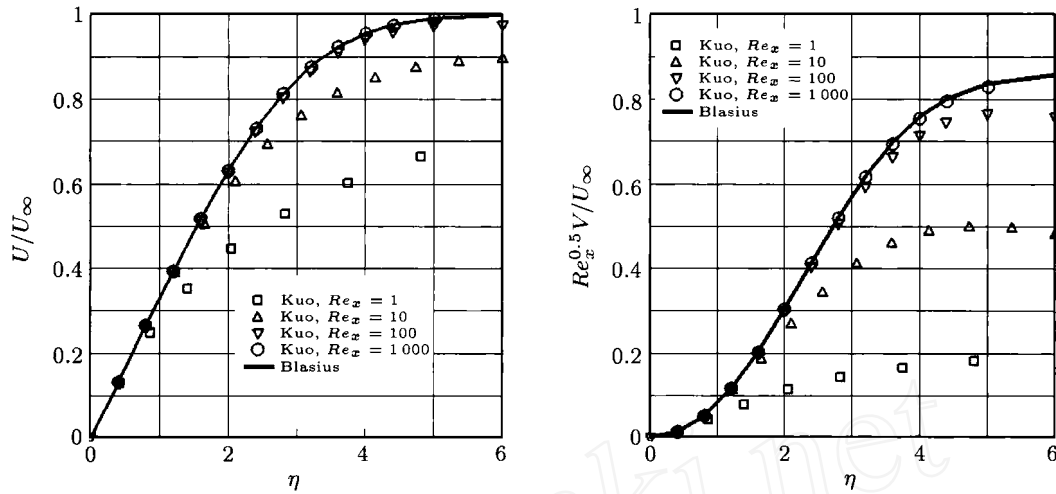 1
0.8
0.6
0.4
0.2
0
U/U∞
0 2 4 6
η
Kuo, Reₓ = 1
Kuo, Reₓ = 10
Kuo, Reₓ = 100
Kuo, Reₓ = 1 000
Blasius
1
0.8
0.6
0.4
0.2
0
Reₓ^0.5 V/U∞
0 2 4 6
η
Kuo, Reₓ = 1
Kuo, Reₓ = 10
Kuo, Reₓ = 100
Kuo, Reₓ = 1 000
Blasius